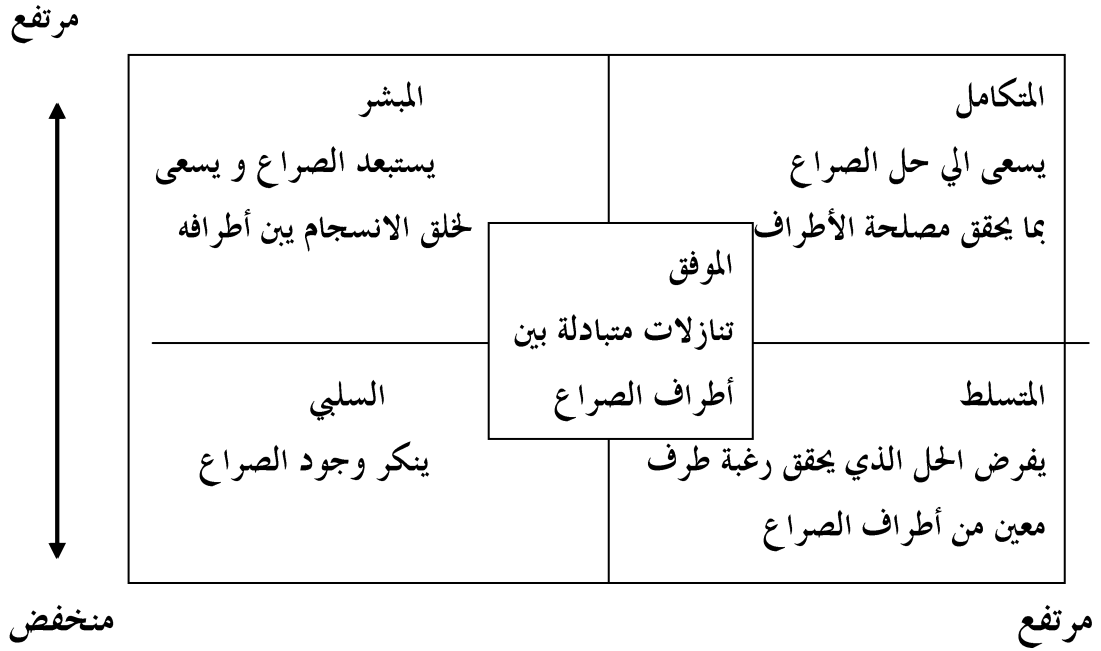 مرتفع
المتكامل
يسعى الي حل الصراع
بما يحقق مصلحة الأطراف
المبشر
يستبعد الصراع و يسعى
لخلق الانسجام يبن أطرافه
الموفق
تنازلات متبادلة بين
أطراف الصراع
المتسلط
يفرض الحل الذي يحقق رغبة طرف
معين من أطراف الصراع
السلبي
ينكر وجود الصراع
مرتفع
منخفض